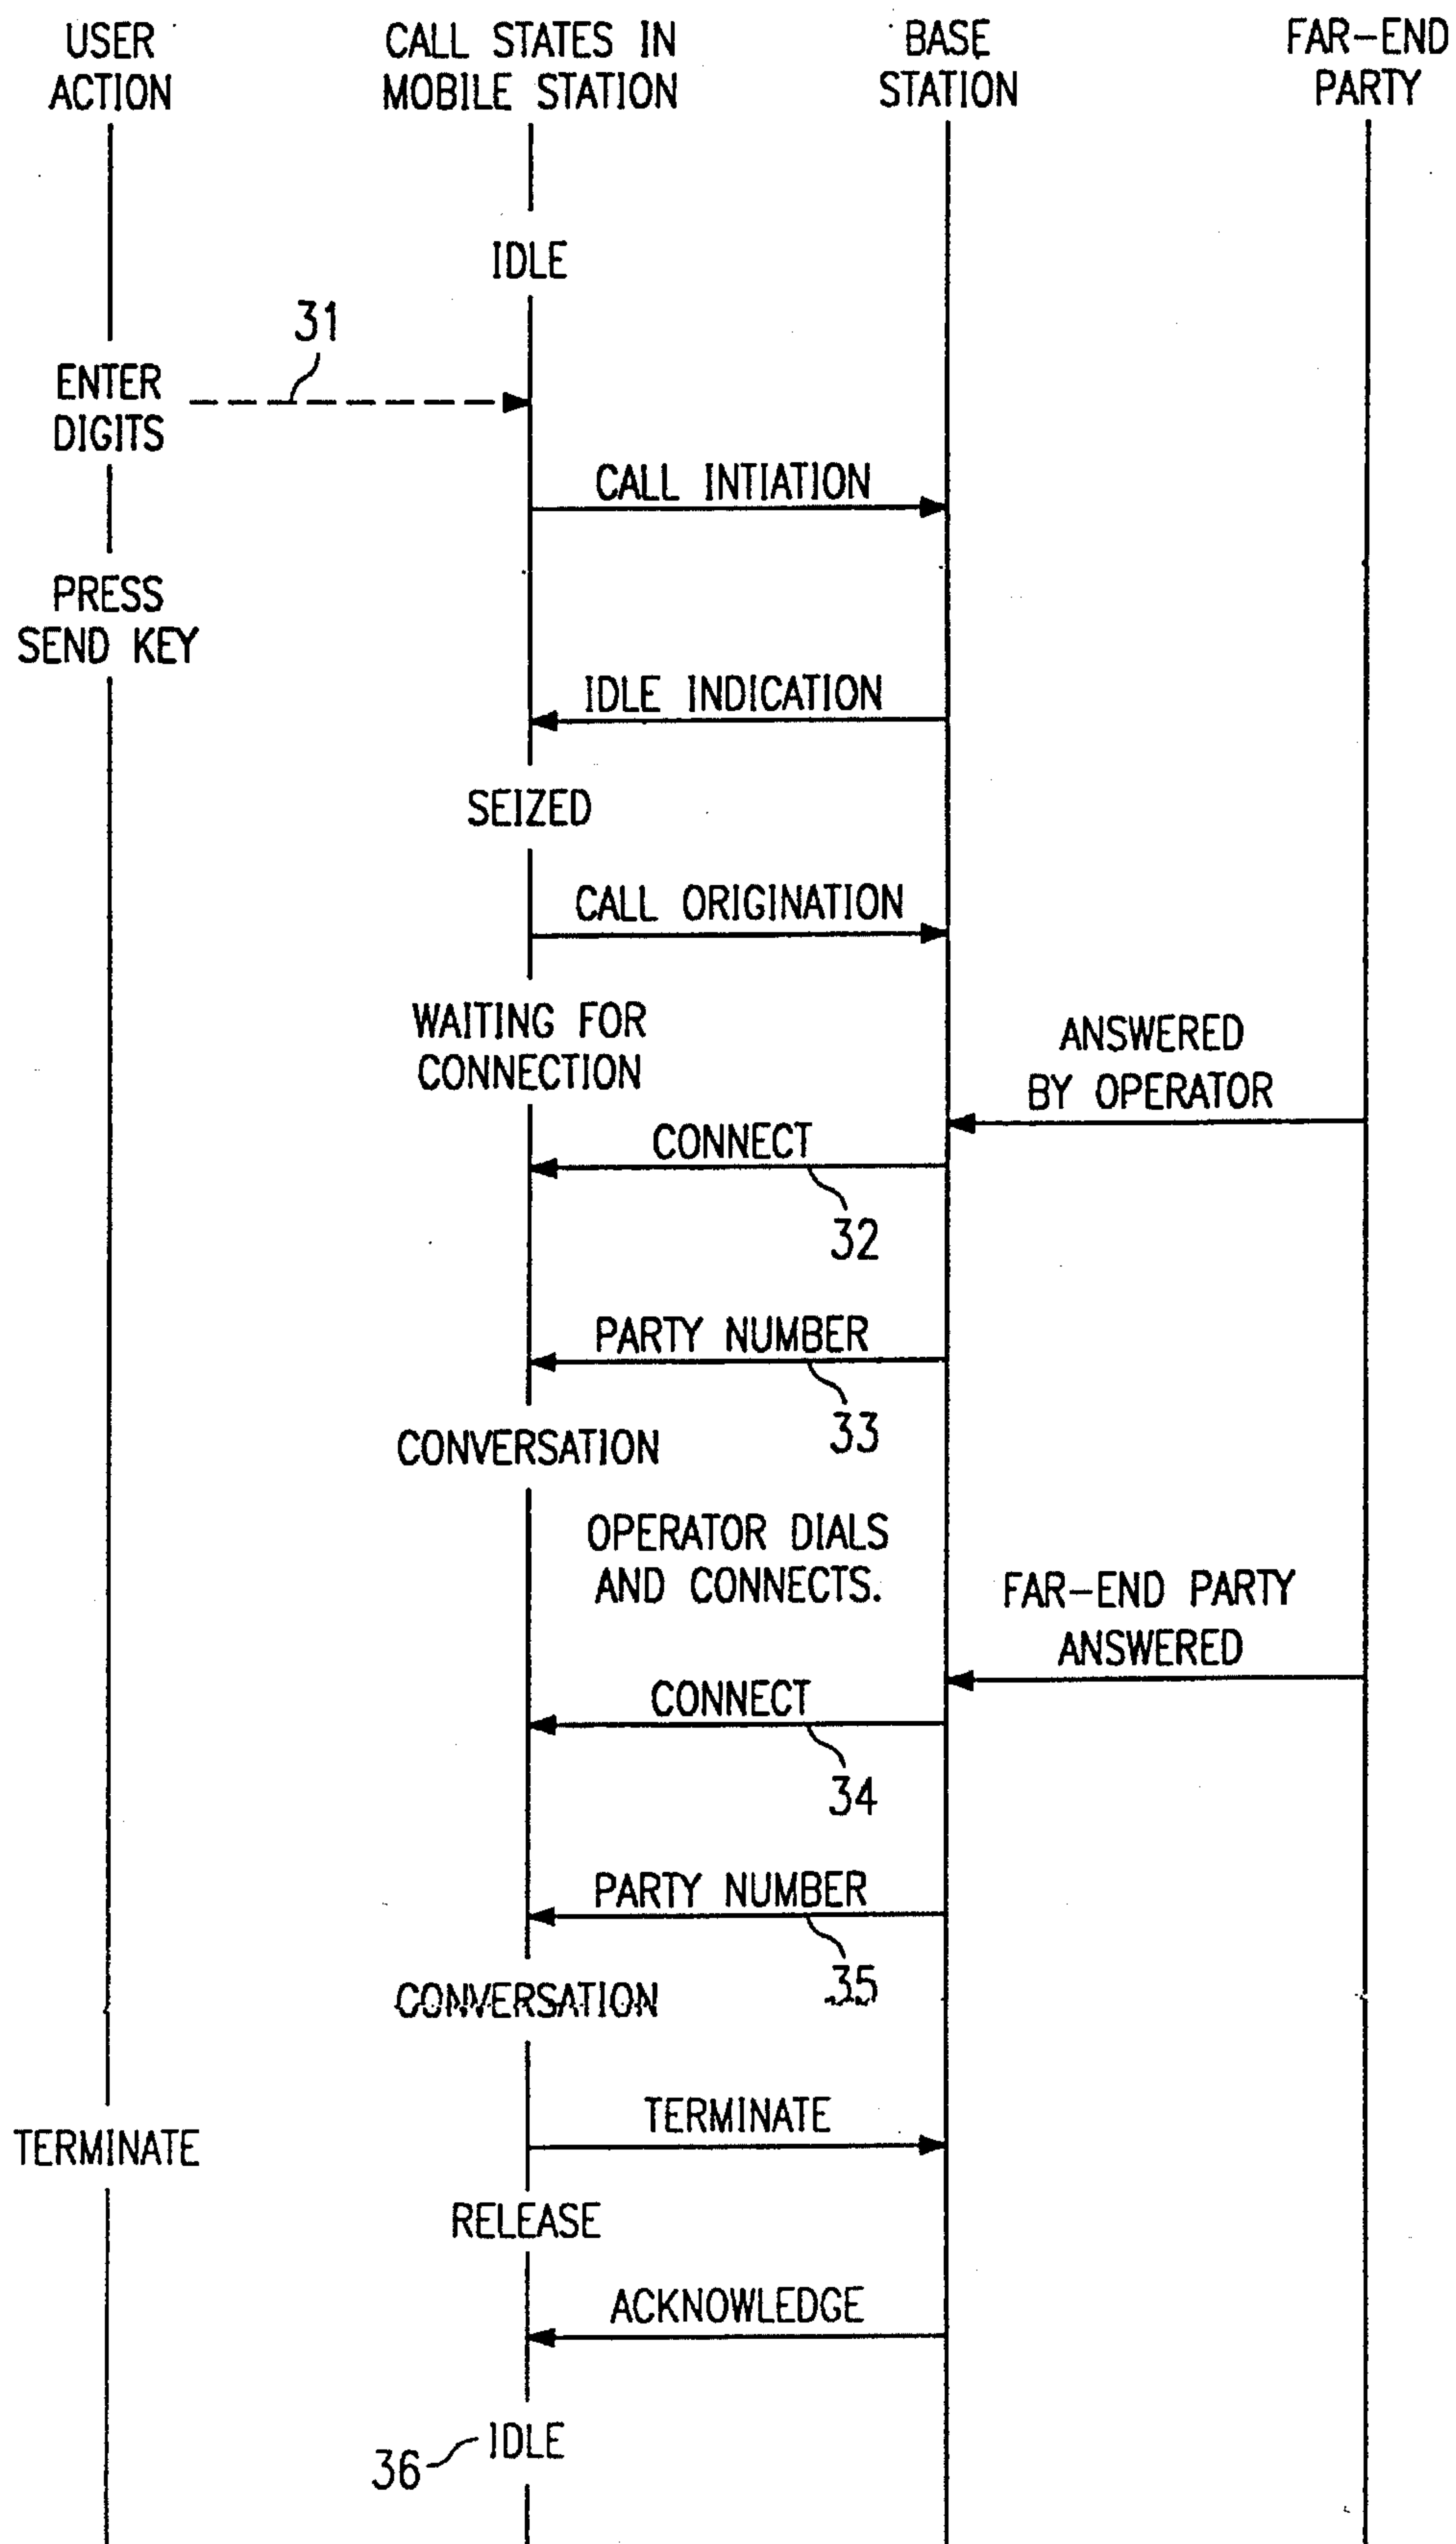 USER
ACTION
CALL STATES IN
MOBILE STATION
BASE
STATION
FAR-END
PARTY
IDLE
31
ENTER
DIGITS
CALL INTIATION
PRESS
SEND KEY
IDLE INDICATION
SEIZED
CALL ORIGINATION
WAITING FOR
CONNECTION
ANSWERED
BY OPERATOR
CONNECT
32
PARTY NUMBER
33
CONVERSATION
OPERATOR DIALS
AND CONNECTS.
FAR-END PARTY
ANSWERED
CONNECT
34
PARTY NUMBER
35
CONVERSATION
TERMINATE
TERMINATE
RELEASE
ACKNOWLEDGE
36
IDLE